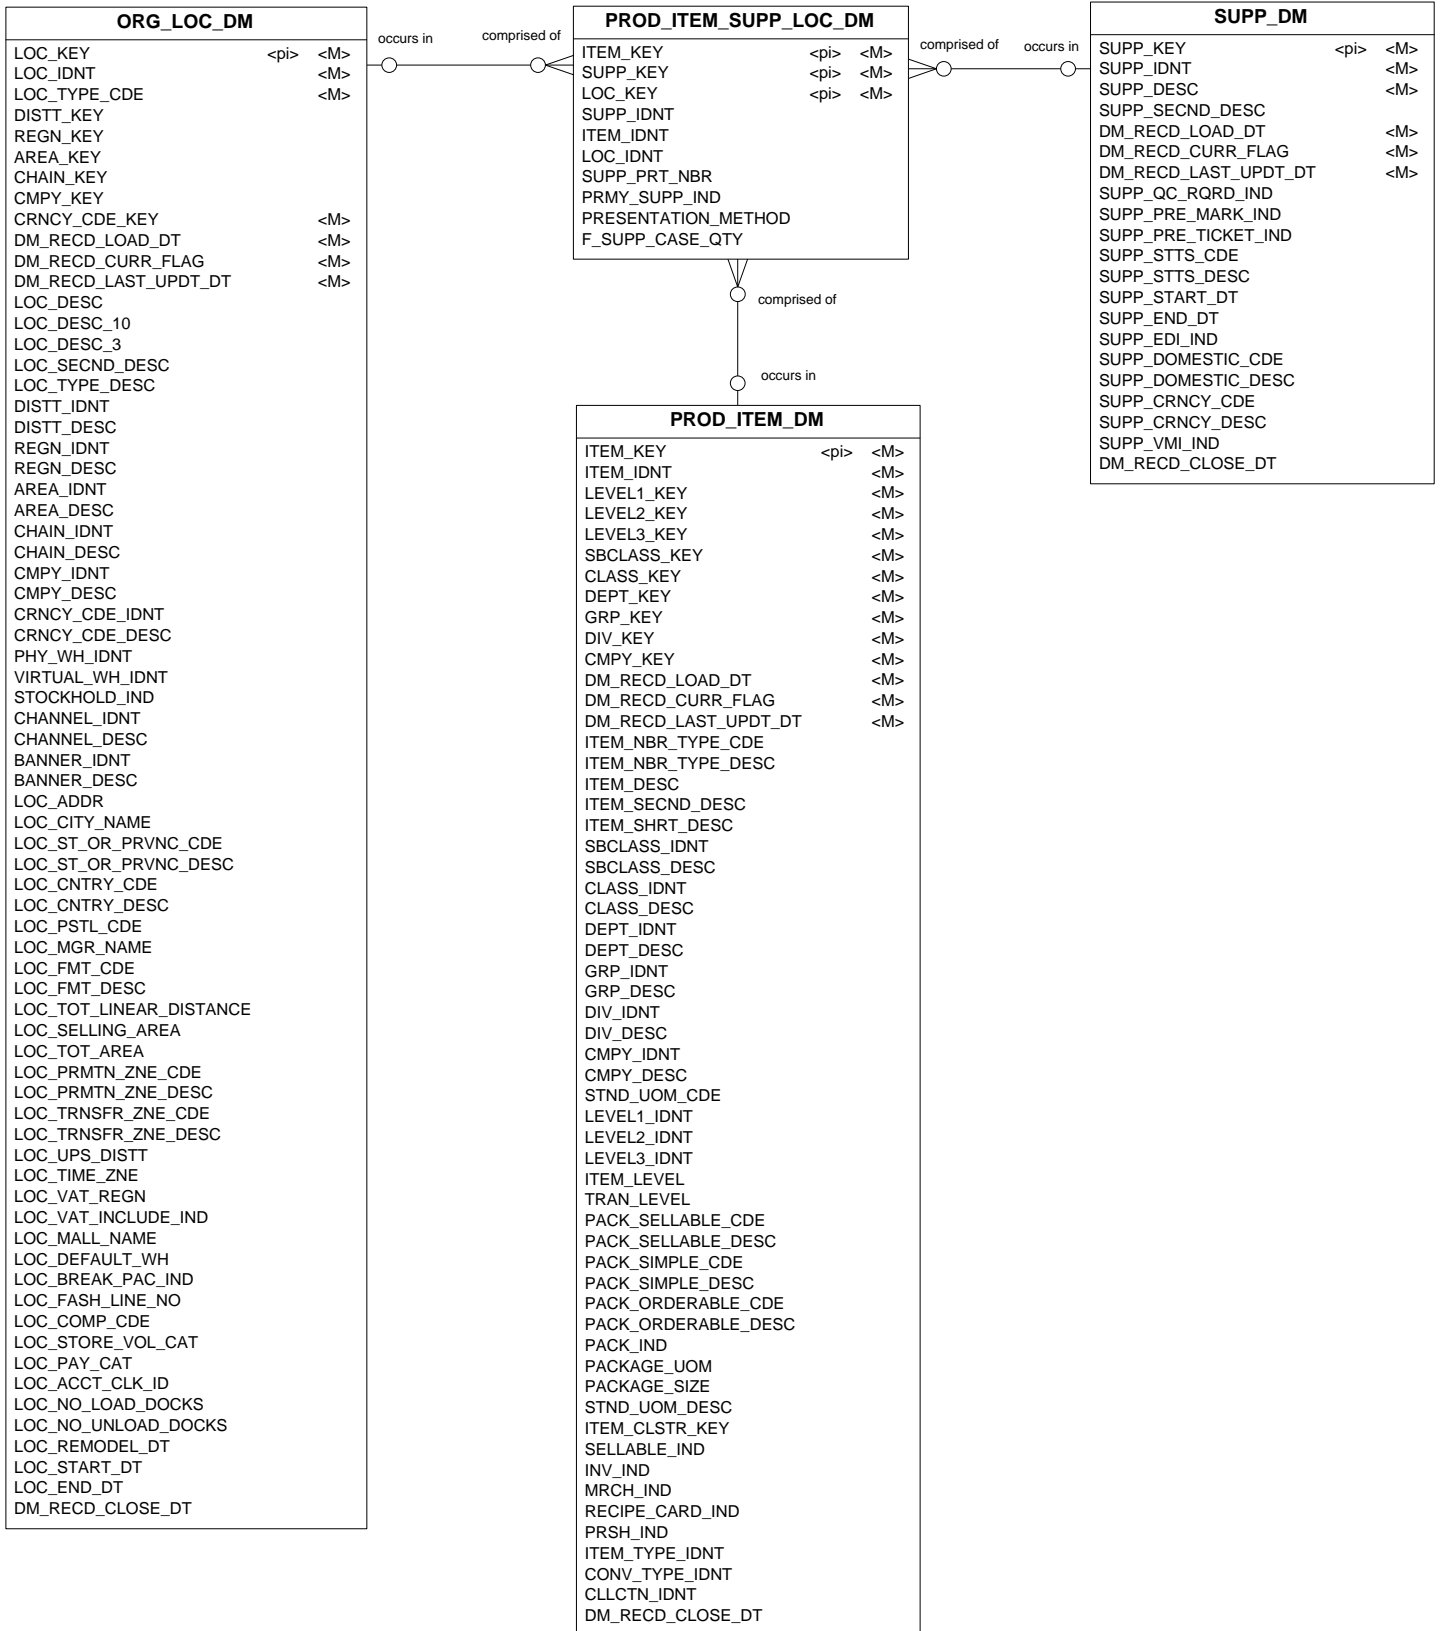 ORG_LOC_DM
LOC_KEY <pi> <M>
LOC_IDNT <M>
LOC_TYPE_CDE <M>
DISTT_KEY
REGN_KEY
AREA_KEY
CHAIN_KEY
CMPY_KEY
CRNCY_CDE_KEY <M>
DM_RECD_LOAD_DT <M>
DM_RECD_CURR_FLAG <M>
DM_RECD_LAST_UPDT_DT <M>
LOC_DESC
LOC_DESC_10
LOC_DESC_3
LOC_SECND_DESC
LOC_TYPE_DESC
DISTT_IDNT
DISTT_DESC
REGN_IDNT
REGN_DESC
AREA_IDNT
AREA_DESC
CHAIN_IDNT
CHAIN_DESC
CMPY_IDNT
CMPY_DESC
CRNCY_CDE_IDNT
CRNCY_CDE_DESC
PHY_WH_IDNT
VIRTUAL_WH_IDNT
STOCKHOLD_IND
CHANNEL_IDNT
CHANNEL_DESC
BANNER_IDNT
BANNER_DESC
LOC_ADDR
LOC_CITY_NAME
LOC_ST_OR_PRVNC_CDE
LOC_ST_OR_PRVNC_DESC
LOC_CNTRY_CDE
LOC_CNTRY_DESC
LOC_PSTL_CDE
LOC_MGR_NAME
LOC_FMT_CDE
LOC_FMT_DESC
LOC_TOT_LINEAR_DISTANCE
LOC_SELLING_AREA
LOC_TOT_AREA
LOC_PRMTN_ZNE_CDE
LOC_PRMTN_ZNE_DESC
LOC_TRNSFR_ZNE_CDE
LOC_TRNSFR_ZNE_DESC
LOC_UPS_DISTT
LOC_TIME_ZNE
LOC_VAT_REGN
LOC_VAT_INCLUDE_IND
LOC_MALL_NAME
LOC_DEFAULT_WH
LOC_BREAK_PAC_IND
LOC_FASH_LINE_NO
LOC_COMP_CDE
LOC_STORE_VOL_CAT
LOC_PAY_CAT
LOC_ACCT_CLK_ID
LOC_NO_LOAD_DOCKS
LOC_NO_UNLOAD_DOCKS
LOC_REMODEL_DT
LOC_START_DT
LOC_END_DT
DM_RECD_CLOSE_DT
occurs in
comprised of
PROD_ITEM_SUPP_LOC_DM
ITEM_KEY <pi> <M>
SUPP_KEY <pi> <M>
LOC_KEY <pi> <M>
SUPP_IDNT
ITEM_IDNT
LOC_IDNT
SUPP_PRT_NBR
PRMY_SUPP_IND
PRESENTATION_METHOD
F_SUPP_CASE_QTY
comprised of
occurs in
SUPP_DM
SUPP_KEY <pi> <M>
SUPP_IDNT <M>
SUPP_DESC <M>
SUPP_SECND_DESC
DM_RECD_LOAD_DT <M>
DM_RECD_CURR_FLAG <M>
DM_RECD_LAST_UPDT_DT <M>
SUPP_QC_RQRD_IND
SUPP_PRE_MARK_IND
SUPP_PRE_TICKET_IND
SUPP_STTS_CDE
SUPP_STTS_DESC
SUPP_START_DT
SUPP_END_DT
SUPP_EDI_IND
SUPP_DOMESTIC_CDE
SUPP_DOMESTIC_DESC
SUPP_CRNCY_CDE
SUPP_CRNCY_DESC
SUPP_VMI_IND
DM_RECD_CLOSE_DT
comprised of
occurs in
PROD_ITEM_DM
ITEM_KEY <pi> <M>
ITEM_IDNT <M>
LEVEL1_KEY <M>
LEVEL2_KEY <M>
LEVEL3_KEY <M>
SBCLASS_KEY <M>
CLASS_KEY <M>
DEPT_KEY <M>
GRP_KEY <M>
DIV_KEY <M>
CMPY_KEY <M>
DM_RECD_LOAD_DT <M>
DM_RECD_CURR_FLAG <M>
DM_RECD_LAST_UPDT_DT <M>
ITEM_NBR_TYPE_CDE
ITEM_NBR_TYPE_DESC
ITEM_DESC
ITEM_SECND_DESC
ITEM_SHRT_DESC
SBCLASS_IDNT
SBCLASS_DESC
CLASS_IDNT
CLASS_DESC
DEPT_IDNT
DEPT_DESC
GRP_IDNT
GRP_DESC
DIV_IDNT
DIV_DESC
CMPY_IDNT
CMPY_DESC
STND_UOM_CDE
LEVEL1_IDNT
LEVEL2_IDNT
LEVEL3_IDNT
ITEM_LEVEL
TRAN_LEVEL
PACK_SELLABLE_CDE
PACK_SELLABLE_DESC
PACK_SIMPLE_CDE
PACK_SIMPLE_DESC
PACK_ORDERABLE_CDE
PACK_ORDERABLE_DESC
PACK_IND
PACKAGE_UOM
PACKAGE_SIZE
STND_UOM_DESC
ITEM_CLSTR_KEY
SELLABLE_IND
INV_IND
MRCH_IND
RECIPE_CARD_IND
PRSH_IND
ITEM_TYPE_IDNT
CONV_TYPE_IDNT
CLLCTN_IDNT
DM_RECD_CLOSE_DT